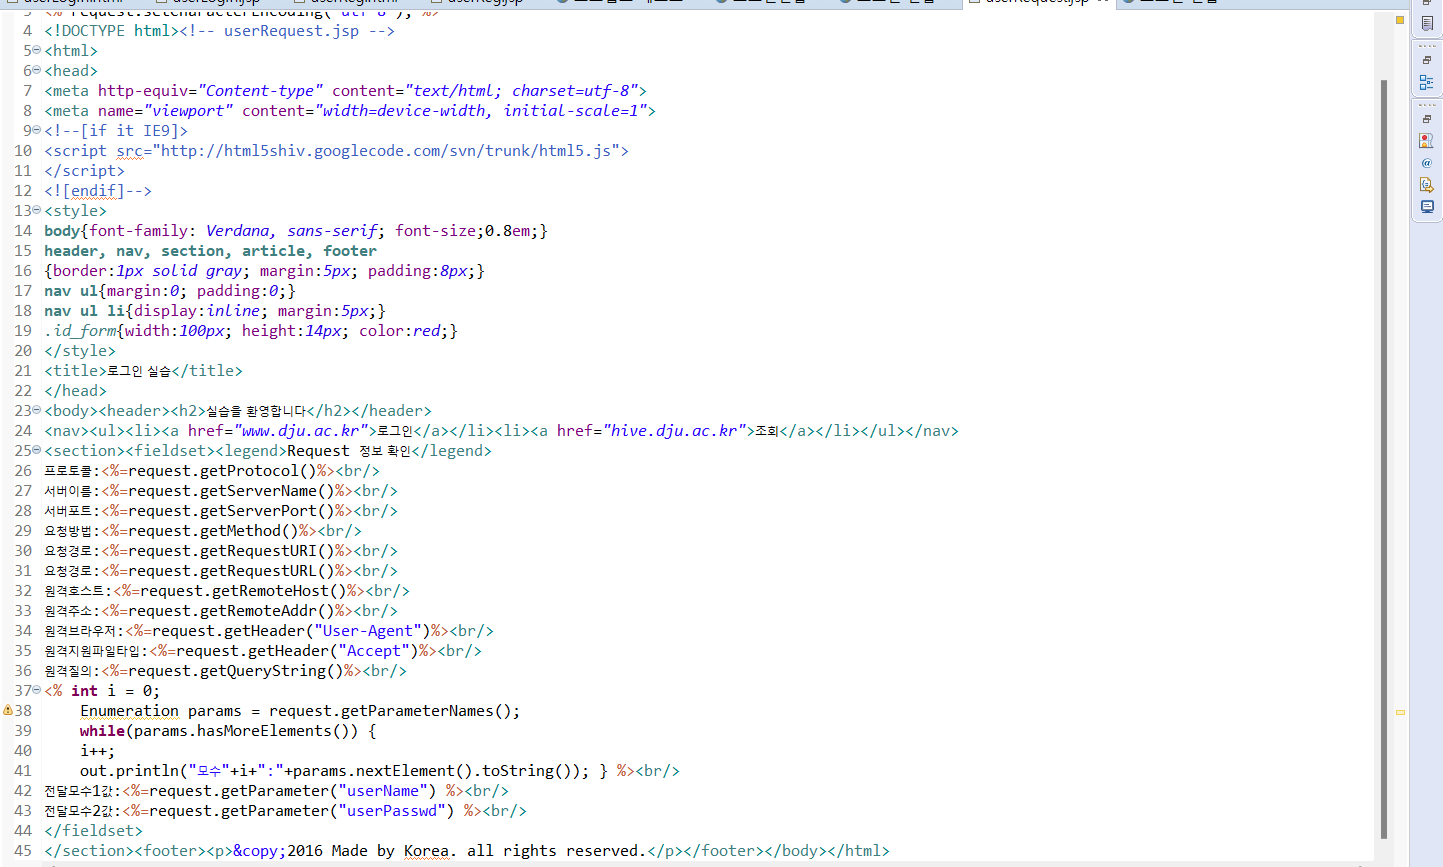 <% request.setCharacterEncoding("utf-8"); %>
4 <!DOCTYPE html><!-- userRequest.jsp -->
5 <html>
6 <head>
7 <meta http-equiv="Content-type" content="text/html; charset=utf-8">
8 <meta name="viewport" content="width=device-width, initial-scale=1">
9 <!--[if it IE9]>
10 <script src="http://html5shiv.googlecode.com/svn/trunk/html5.js">
11 </script>
12 <![endif]-->
13 <style>
14 body{font-family: Verdana, sans-serif; font-size;0.8em;}
15 header, nav, section, article, footer
16 {border:1px solid gray; margin:5px; padding:8px;}
17 nav ul{margin:0; padding:0;}
18 nav ul li{display:inline; margin:5px;}
19 .id_form{width:100px; height:14px; color:red;}
20 </style>
21 <title>로그인 실습</title>
22 </head>
23 <body><header><h2>실습을 환영합니다</h2></header>
24 <nav><ul><li><a href="www.dju.ac.kr">로그인</a></li><li><a href="hive.dju.ac.kr">조회</a></li></ul></nav>
25 <section><fieldset><legend>Request 정보 확인</legend>
26 프로토콜:<%=request.getProtocol()%><br/>
27 서버이름:<%=request.getServerName()%><br/>
28 서버포트:<%=request.getServerPort()%><br/>
29 요청방법:<%=request.getMethod()%><br/>
30 요청경로:<%=request.getRequestURI()%><br/>
31 요청경로:<%=request.getRequestURL()%><br/>
32 원격호스트:<%=request.getRemoteHost()%><br/>
33 원격주소:<%=request.getRemoteAddr()%><br/>
34 원격브라우저:<%=request.getHeader("User-Agent")%><br/>
35 원격지원파일타입:<%=request.getHeader("Accept")%><br/>
36 원격질의:<%=request.getQueryString()%><br/>
37 <% int i = 0;
38 Enumeration params = request.getParameterNames();
39 while(params.hasMoreElements()) {
40 i++;
41 out.println("모수"+i+":"+params.nextElement().toString()); } %><br/>
42 전달모수1값:<%=request.getParameter("userName") %><br/>
43 전달모수2값:<%=request.getParameter("userPasswd") %><br/>
44 </fieldset>
45 </section><footer><p>&copy;2016 Made by Korea. all rights reserved.</p></footer></body></html>